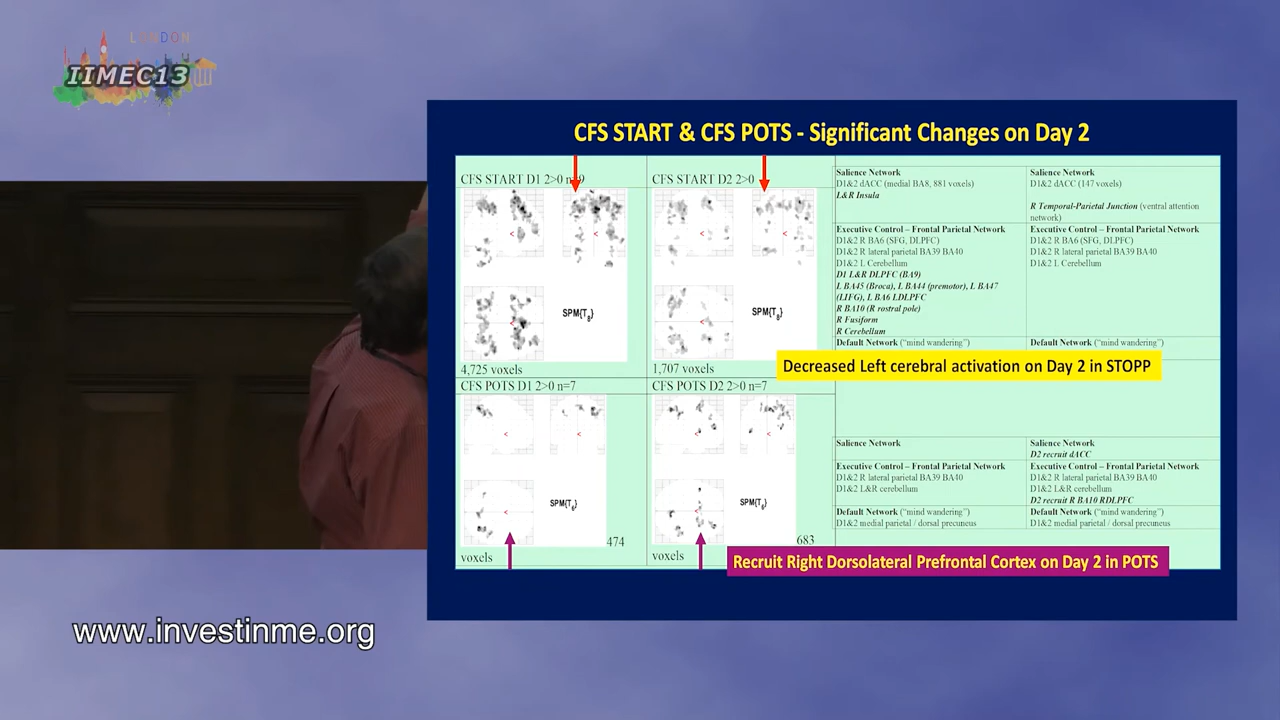 LONDON
IIMEC13
CFS START & CFS POTS - Significant Changes on Day 2
CFS START D1 2>0 n=9
CFS START D2 2>0
SPM{T8}
SPM{T8}
4,725 voxels
1,707 voxels
Salience Network
D1&2 dACC (medial BA8, 881 voxels)
L&R Insula
Salience Network
D1&2 dACC (147 voxels)
R Temporal-Parietal Junction (ventral attention
network)
Executive Control – Frontal Parietal Network
D1&2 R BA6 (SFG, DLPFC)
D1&2 R lateral parietal BA39 BA40
D1&2 L Cerebellum
D1 L&R DLPFC (BA9)
L BA45 (Broca), L BA44 (premotor), L BA47
(LIFG), L BA6 LDLPFC
R BA10 (R rostral pole)
R Fusiform
R Cerebellum
Executive Control – Frontal Parietal Network
D1&2 R BA6 (SFG, DLPFC)
D1&2 R lateral parietal BA39 BA40
D1&2 L Cerebellum
Default Network ("mind wandering")
Default Network ("mind wandering")
Decreased Left cerebral activation on Day 2 in STOPP
CFS POTS D1 2>0 n=7
CFS POTS D2 2>0 n=7
SPM{T6}
SPM{T6}
474
voxels
683
voxels
Salience Network
Salience Network
D2 recruit dACC
Executive Control – Frontal Parietal Network
D1&2 R lateral parietal BA39 BA40
D1&2 L&R cerebellum
Executive Control – Frontal Parietal Network
D1&2 R lateral parietal BA39 BA40
D1&2 L&R cerebellum
D2 recruit R BA10 RDLPFC
Default Network ("mind wandering")
D1&2 medial parietal / dorsal precuneus
Default Network ("mind wandering")
D1&2 medial parietal / dorsal precuneus
Recruit Right Dorsolateral Prefrontal Cortex on Day 2 in POTS
www.investinme.org